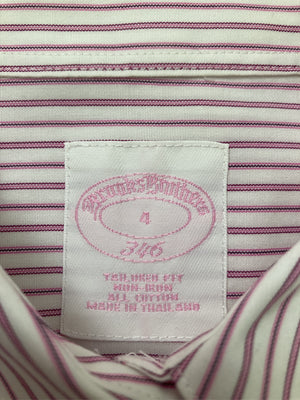 Brooks Brothers
4
346
TAILORED FIT
NON-IRON
ALL COTTON
MADE IN THAILAND